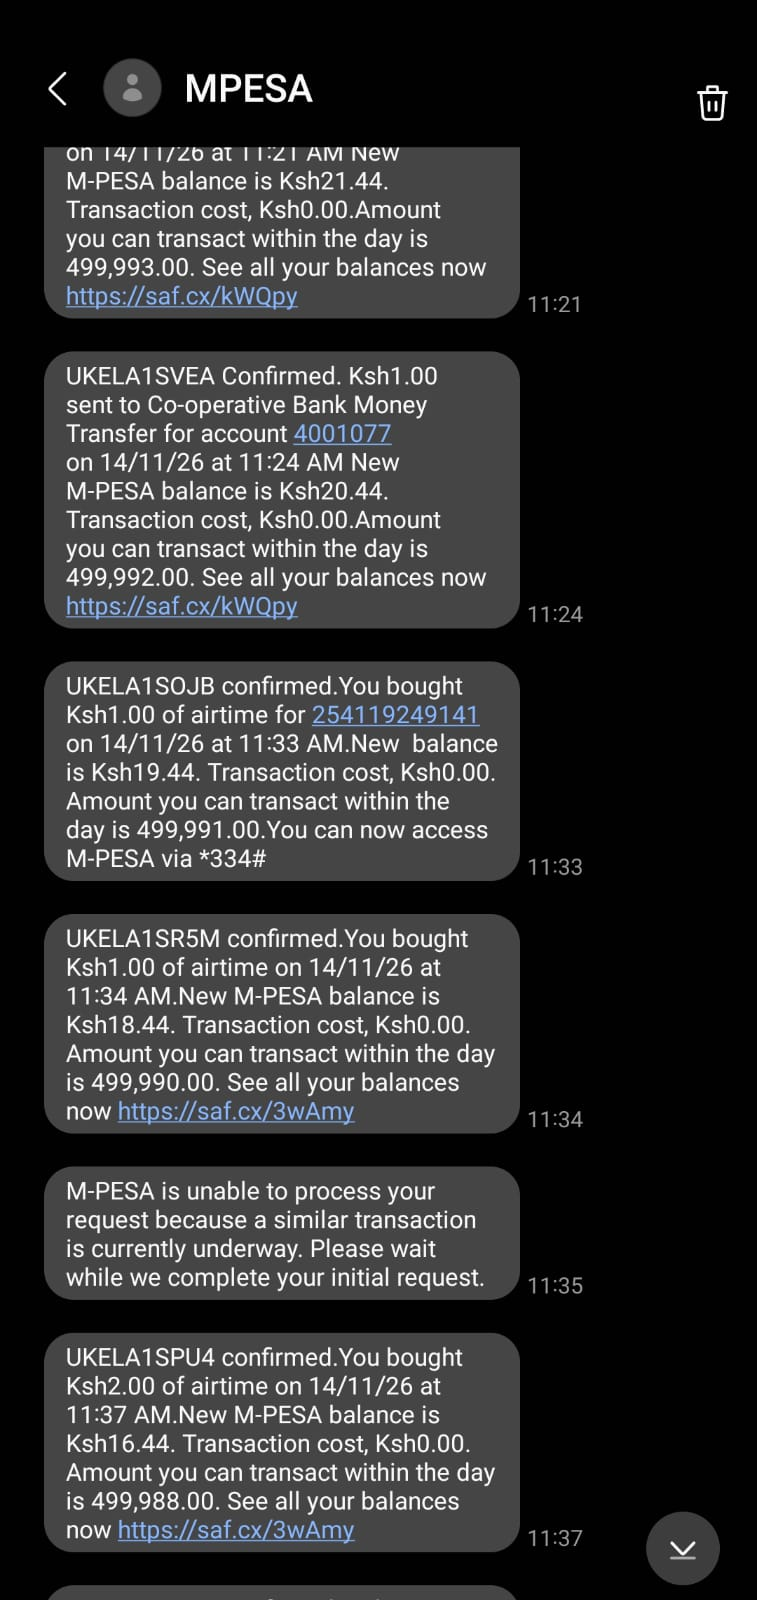 MPESA
on 14/11/26 at 11:21 AM New
M-PESA balance is Ksh21.44.
Transaction cost, Ksh0.00.Amount
you can transact within the day is
499,993.00. See all your balances now
https://saf.cx/kWQpy
11:21
UKELA1SVEA Confirmed. Ksh1.00
sent to Co-operative Bank Money
Transfer for account 4001077
on 14/11/26 at 11:24 AM New
M-PESA balance is Ksh20.44.
Transaction cost, Ksh0.00.Amount
you can transact within the day is
499,992.00. See all your balances now
https://saf.cx/kWQpy
11:24
UKELA1SOJB confirmed.You bought
Ksh1.00 of airtime for 254119249141
on 14/11/26 at 11:33 AM.New  balance
is Ksh19.44. Transaction cost, Ksh0.00.
Amount you can transact within the
day is 499,991.00.You can now access
M-PESA via *334#
11:33
UKELA1SR5M confirmed.You bought
Ksh1.00 of airtime on 14/11/26 at
11:34 AM.New M-PESA balance is
Ksh18.44. Transaction cost, Ksh0.00.
Amount you can transact within the day
is 499,990.00. See all your balances
now https://saf.cx/3wAmy
11:34
M-PESA is unable to process your
request because a similar transaction
is currently underway. Please wait
while we complete your initial request.
11:35
UKELA1SPU4 confirmed.You bought
Ksh2.00 of airtime on 14/11/26 at
11:37 AM.New M-PESA balance is
Ksh16.44. Transaction cost, Ksh0.00.
Amount you can transact within the day
is 499,988.00. See all your balances
now https://saf.cx/3wAmy
11:37